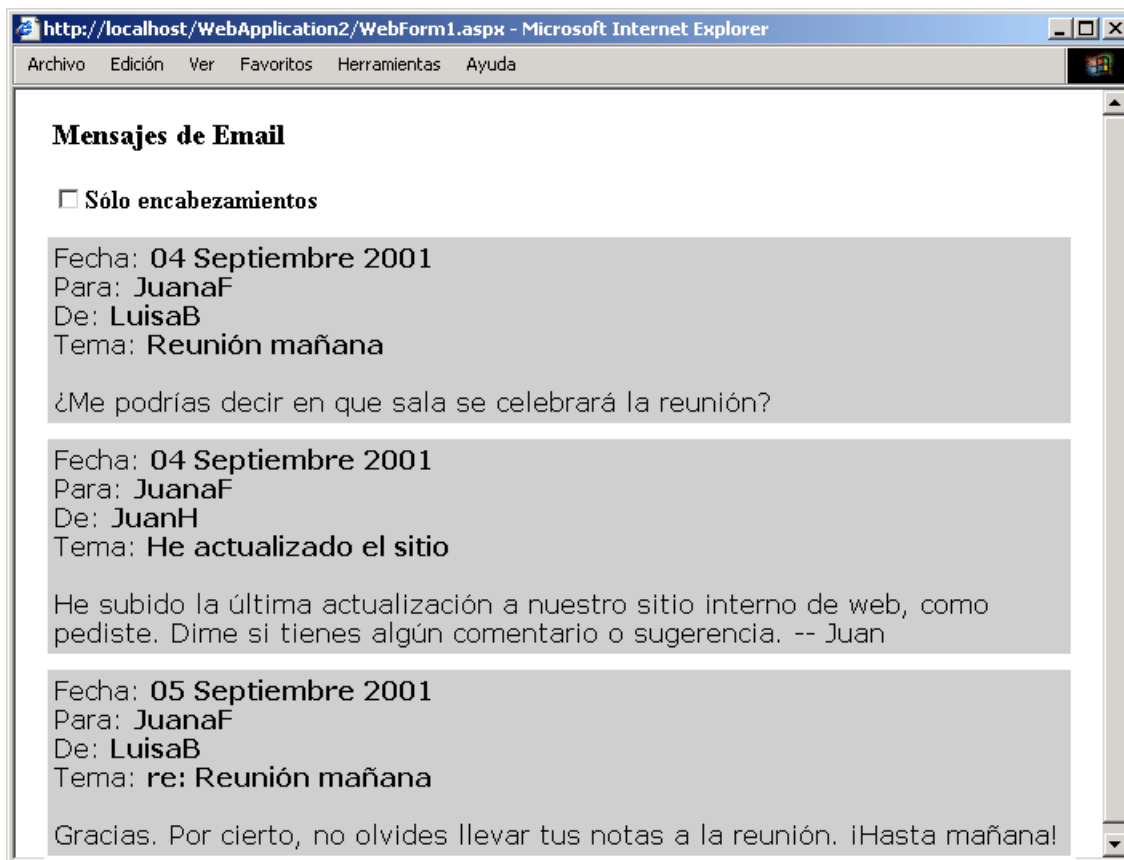 http://localhost/WebApplication2/WebForm1.aspx - Microsoft Internet Explorer
Archivo Edición Ver Favoritos Herramientas Ayuda
Mensajes de Email
Sólo encabezamientos
Fecha: 04 Septiembre 2001
Para: JuanaF
De: LuisaB
Tema: Reunión mañana
¿Me podrías decir en que sala se celebrará la reunión?
Fecha: 04 Septiembre 2001
Para: JuanaF
De: JuanH
Tema: He actualizado el sitio
He subido la última actualización a nuestro sitio interno de web, como
pediste. Dime si tienes algún comentario o sugerencia. -- Juan
Fecha: 05 Septiembre 2001
Para: JuanaF
De: LuisaB
Tema: re: Reunión mañana
Gracias. Por cierto, no olvides llevar tus notas a la reunión. ¡Hasta mañana!